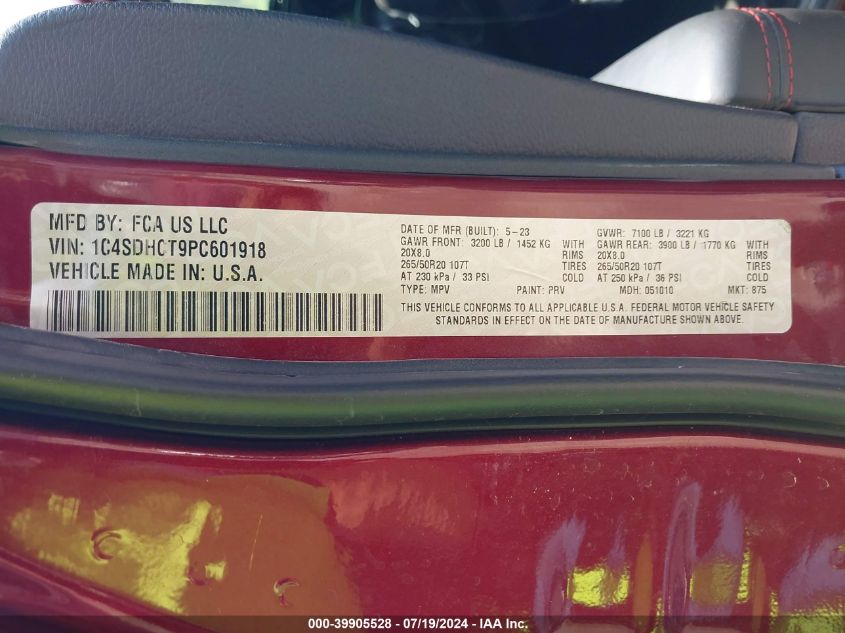 MFD BY: FCA US LLC
VIN: 1C4SDHCT9PC601918
VEHICLE MADE IN: U.S.A.
DATE OF MFR (BUILT): 5-23 GVWR: 7100 LB / 3221 KG
GAWR FRONT: 3200 LB / 1452 KG WITH GAWR REAR: 3900 LB / 1770 KG WITH
20X8.0 RIMS 20X8.0 RIMS
265/50R20 107T TIRES 265/50R20 107T TIRES
AT 230 kPa / 33 PSI COLD AT 250 kPa / 36 PSI COLD
TYPE: MPV PAINT: PRV MDH: 051010 MKT: 875
THIS VEHICLE CONFORMS TO ALL APPLICABLE U.S.A. FEDERAL MOTOR VEHICLE SAFETY
STANDARDS IN EFFECT ON THE DATE OF MANUFACTURE SHOWN ABOVE.
000-39905528 - 07/19/2024 - IAA Inc.